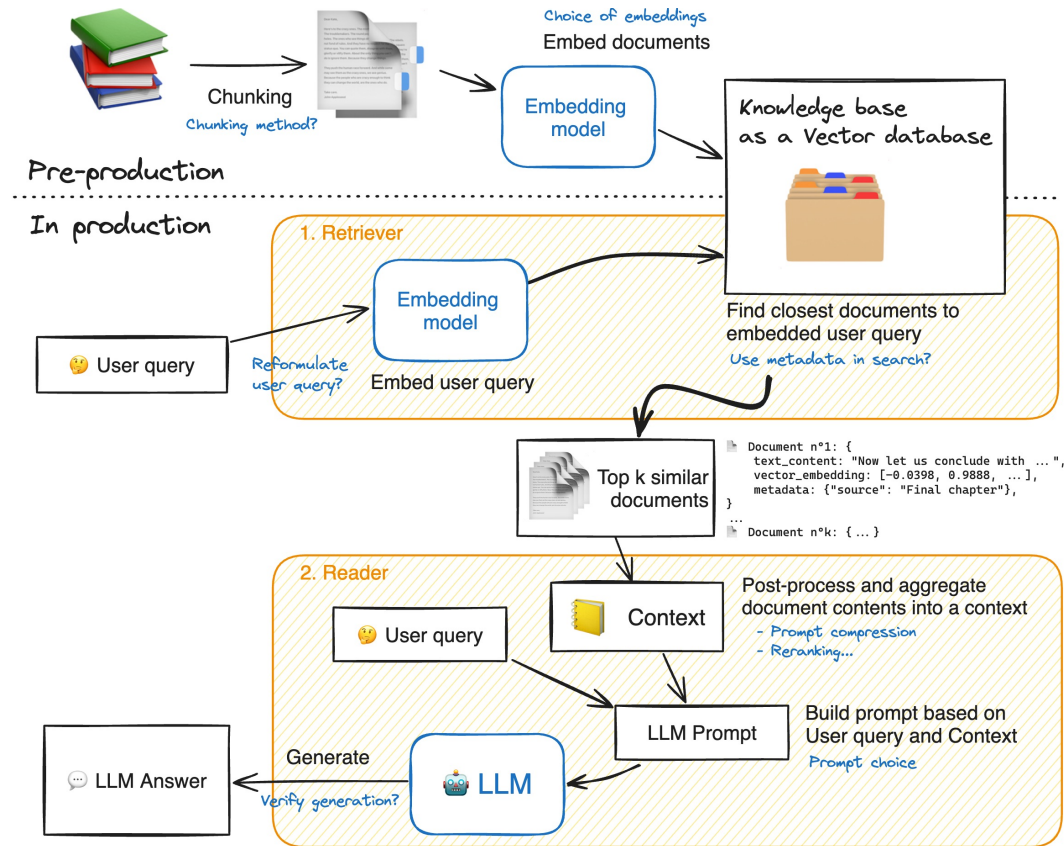 Choice of embeddings
Embed documents
Chunking
Chunking method?
Embedding
model
Knowledge base
as a Vector database
Pre-production
In production
1. Retriever
Embedding
model
🤔 User query
Reformulate
user query?
Embed user query
Find closest documents to
embedded user query
Use metadata in search?
Top k similar
documents
Document n°1: {
text_content: "Now let us conclude with ...",
vector_embedding: [-0.0398, 0.9888, ...],
metadata: {"source": "Final chapter"},
}
...
Document n°k: {...}
2. Reader
Context
Post-process and aggregate
document contents into a context
- Prompt compression
- Reranking...
🤔 User query
LLM Prompt
Build prompt based on
User query and Context
Prompt choice
🤖 LLM
Generate
Verify generation?
💬 LLM Answer